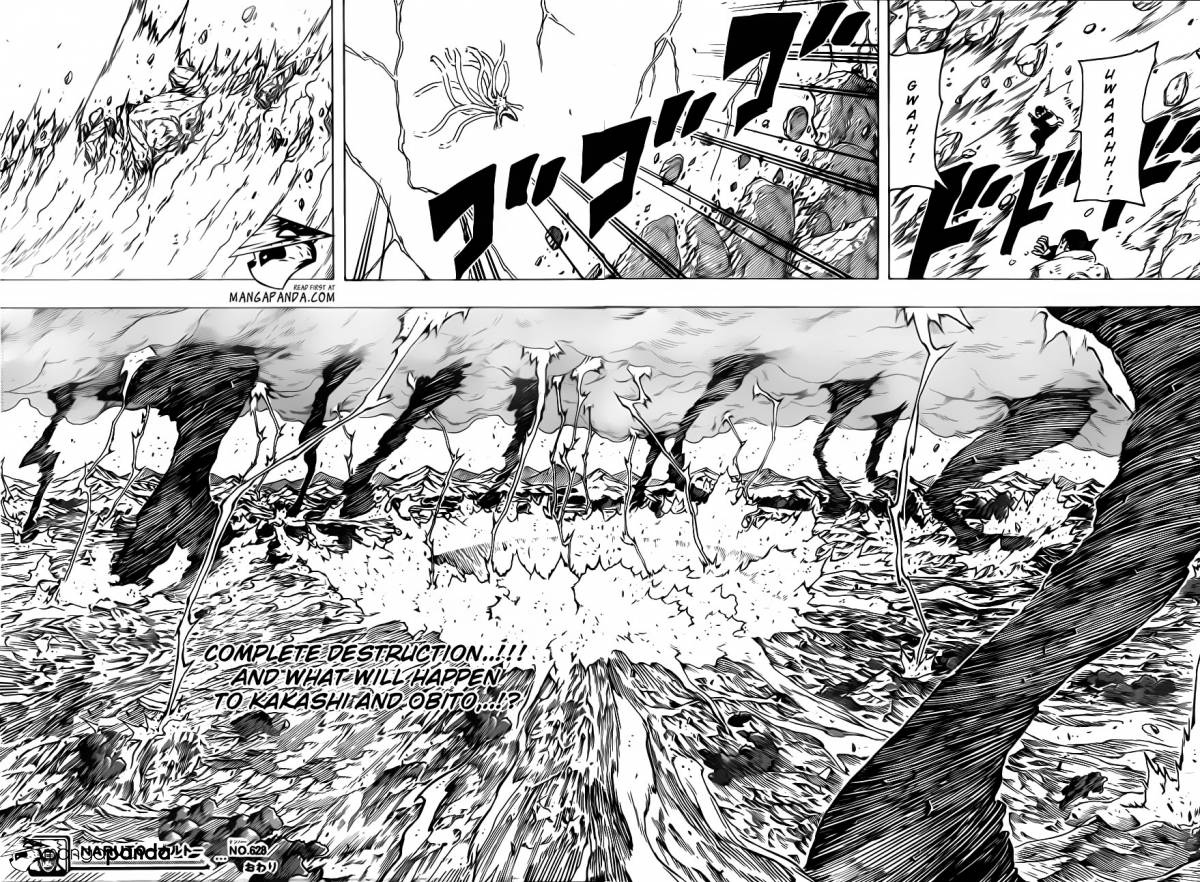 UWAAAHH!!
GWAH!!
ドドド
ゴゴゴ
READ FIRST AT
MANGAPANDA.COM
COMPLETE DESTRUCTION..!!!
AND WHAT WILL HAPPEN
TO KAKASHI AND OBITO,..!?
NARUTO
NO.628
おわり